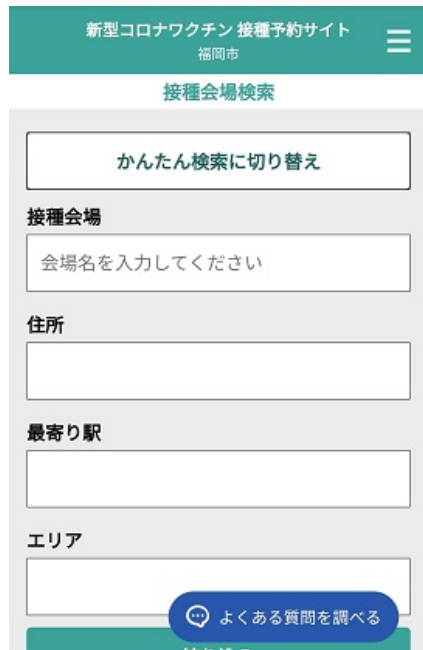 新型コロナワクチン 接種予約サイト
福岡市
接種会場検索
かんたん検索に切り替え
接種会場
会場名を入力してください
住所
最寄り駅
エリア
よくある質問を調べる